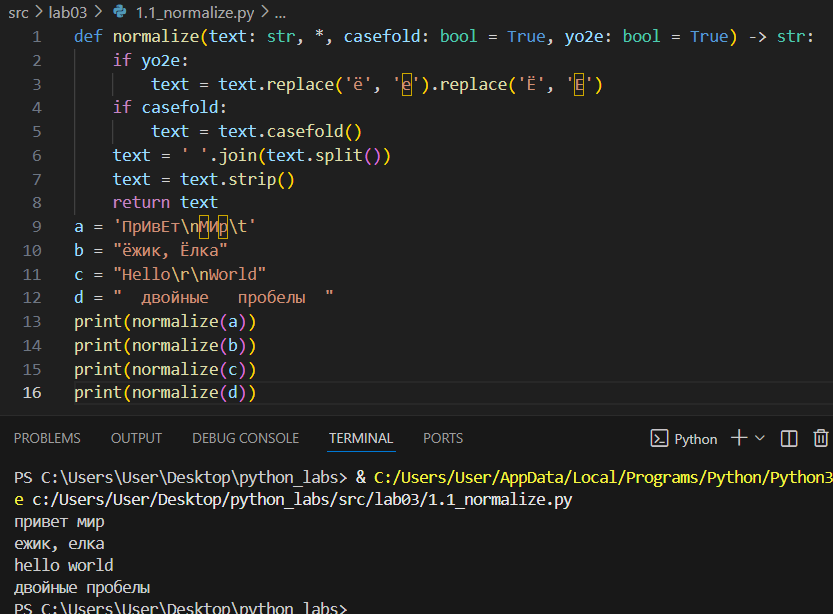 src > lab03 > 1.1_normalize.py > ...
1 def normalize(text: str, *, casefold: bool = True, yo2e: bool = True) -> str:
2     if yo2e:
3         text = text.replace('ё', 'е').replace('Ё', 'Е')
4     if casefold:
5         text = text.casefold()
6     text = ' '.join(text.split())
7     text = text.strip()
8     return text
9 a = 'ПрИвЕт\nМИр\t'
10 b = "ёжик, Ёлка"
11 c = "Hello\r\nWorld"
12 d = "  двойные   пробелы  "
13 print(normalize(a))
14 print(normalize(b))
15 print(normalize(c))
16 print(normalize(d))
PROBLEMS OUTPUT DEBUG CONSOLE TERMINAL PORTS Python
PS C:\Users\User\Desktop\python_labs> & C:/Users/User/AppData/Local/Programs/Python/Python3
e c:/Users/User/Desktop/python_labs/src/lab03/1.1_normalize.py
привет мир
ежик, елка
hello world
двойные пробелы
PS C:\Users\User\Desktop\python_labs>